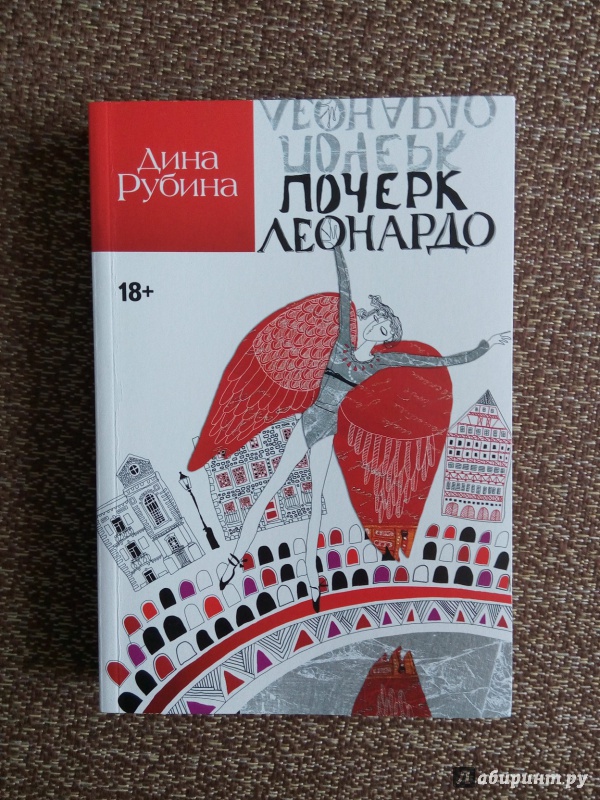 ЛЕОНАРДО
ПОЧЕРК
Дина
Рубина
ПОЧЕРК
ЛЕОНАРДО
18+
Лабиринт.ру